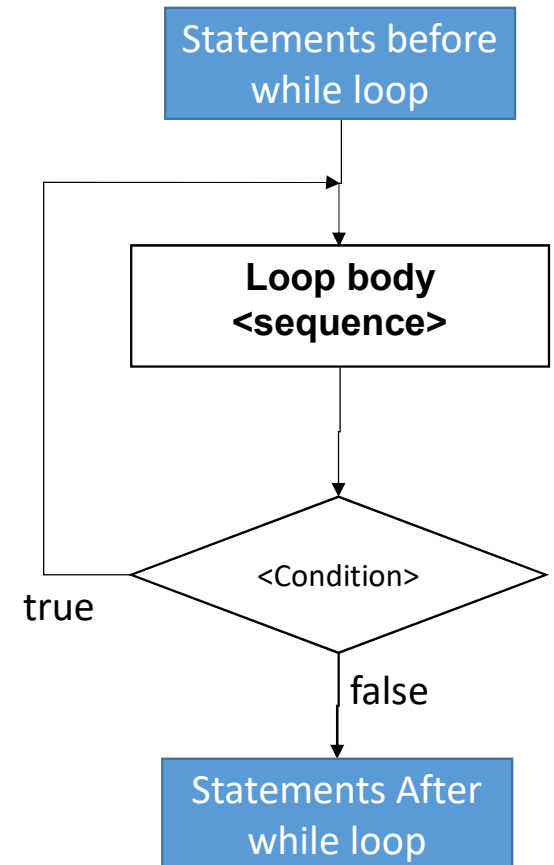 Statements before
while loop
Loop body
<sequence>
<Condition>
true
false
Statements After
while loop